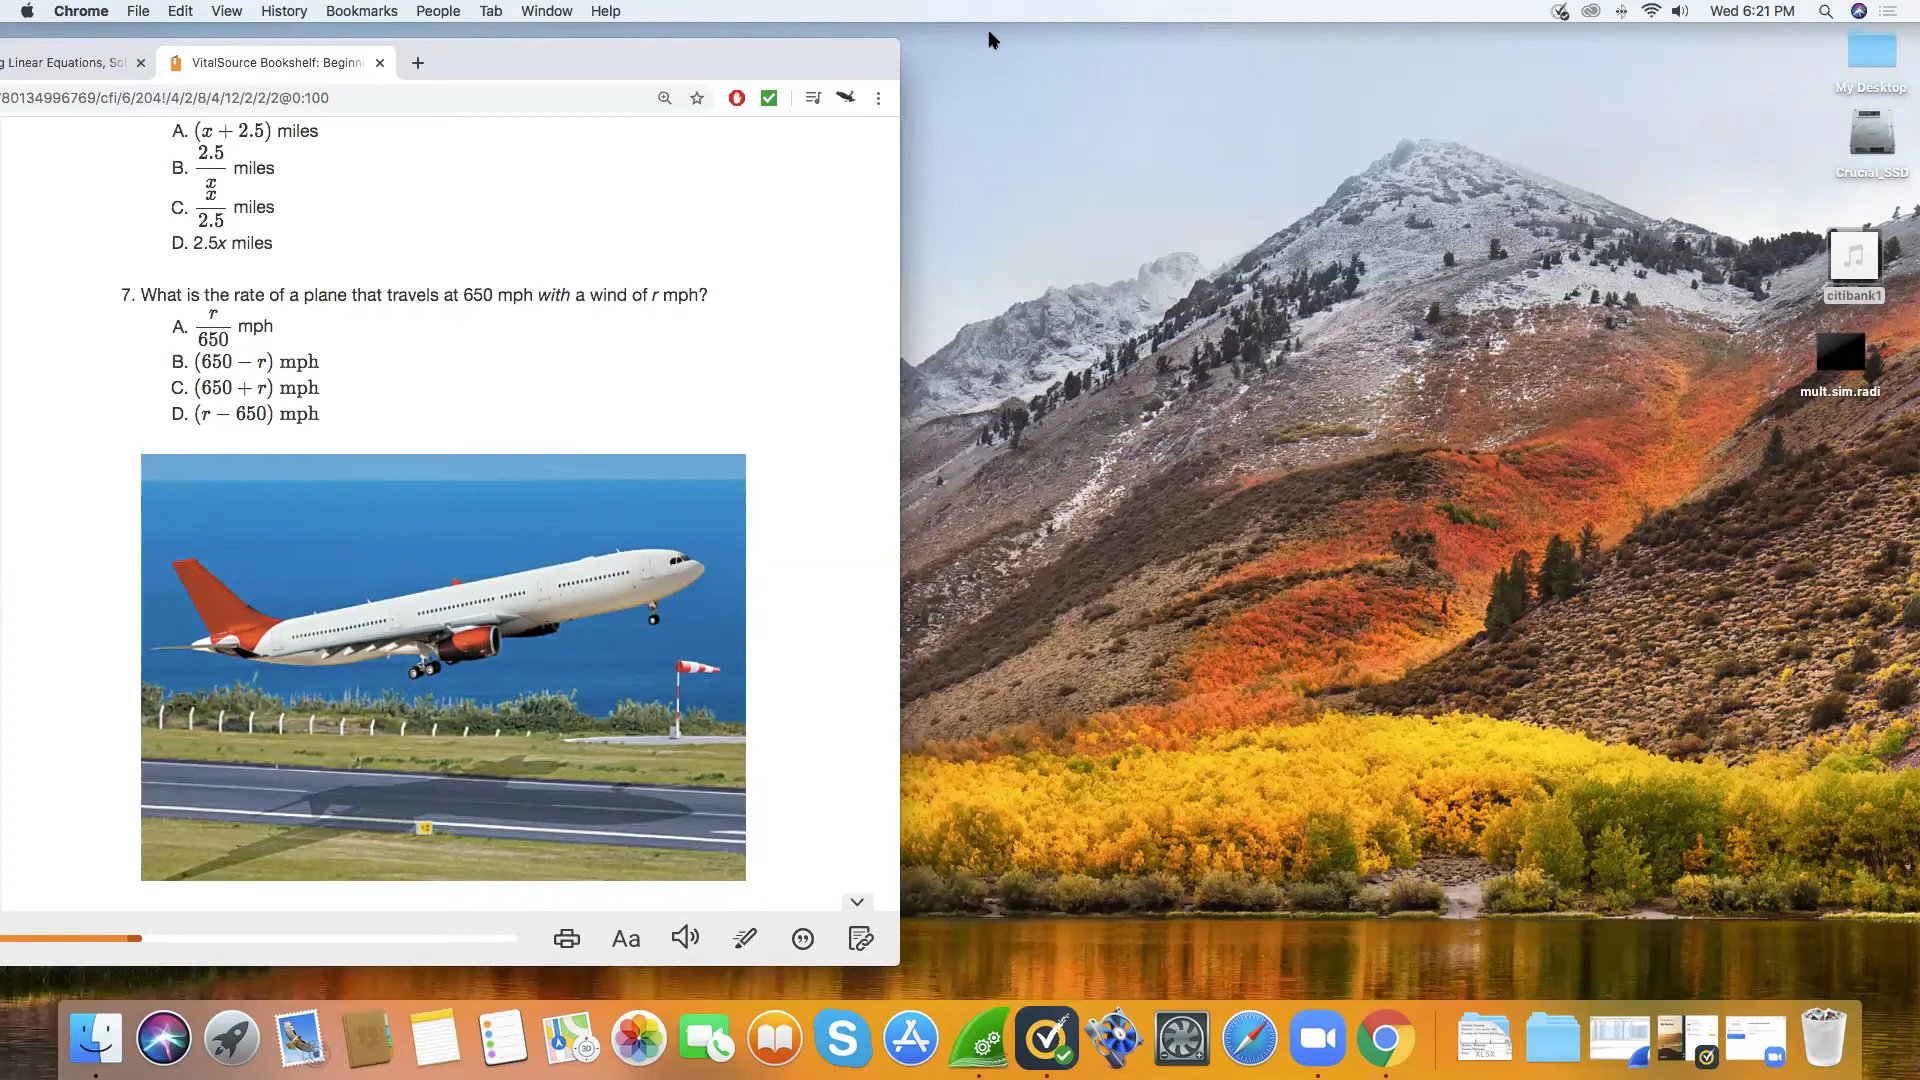 Chrome File Edit View History Bookmarks People Tab Window Help Wed 6:21 PM
g Linear Equations, So VitalSource Bookshelf: Beginni
80134996769/cfi/6/204!/4/2/8/4/12/2/2/2@0:100
A. (x + 2.5) miles
B. 2.5/x miles
C. x/2.5 miles
D. 2.5x miles
7. What is the rate of a plane that travels at 650 mph with a wind of r mph?
A. r/650 mph
B. (650 − r) mph
C. (650 + r) mph
D. (r − 650) mph
Aa
My Desktop
Crucial_SSD
citibank1
mult.sim.radi
XLSX